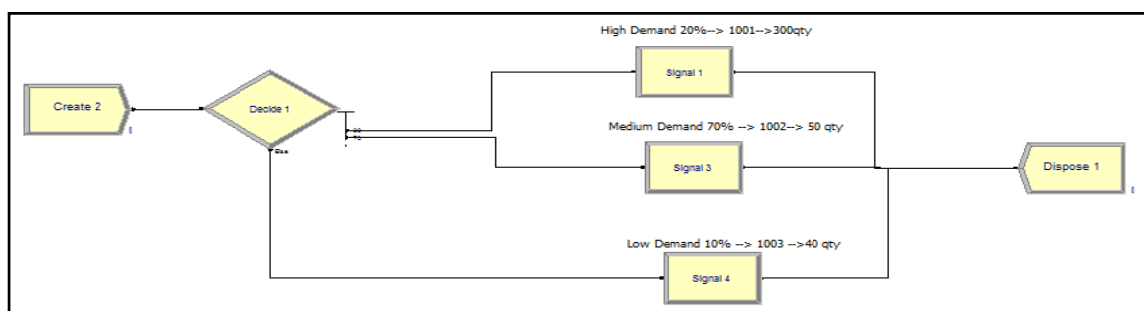 High Demand 20%--> 1001-->300qty
Signal 1
Create 2
Decide 1
Medium Demand 70% --> 1002--> 50 qty
Else
Signal 3
Dispose 1
Low Demand 10% --> 1003 -->40 qty
Signal 4